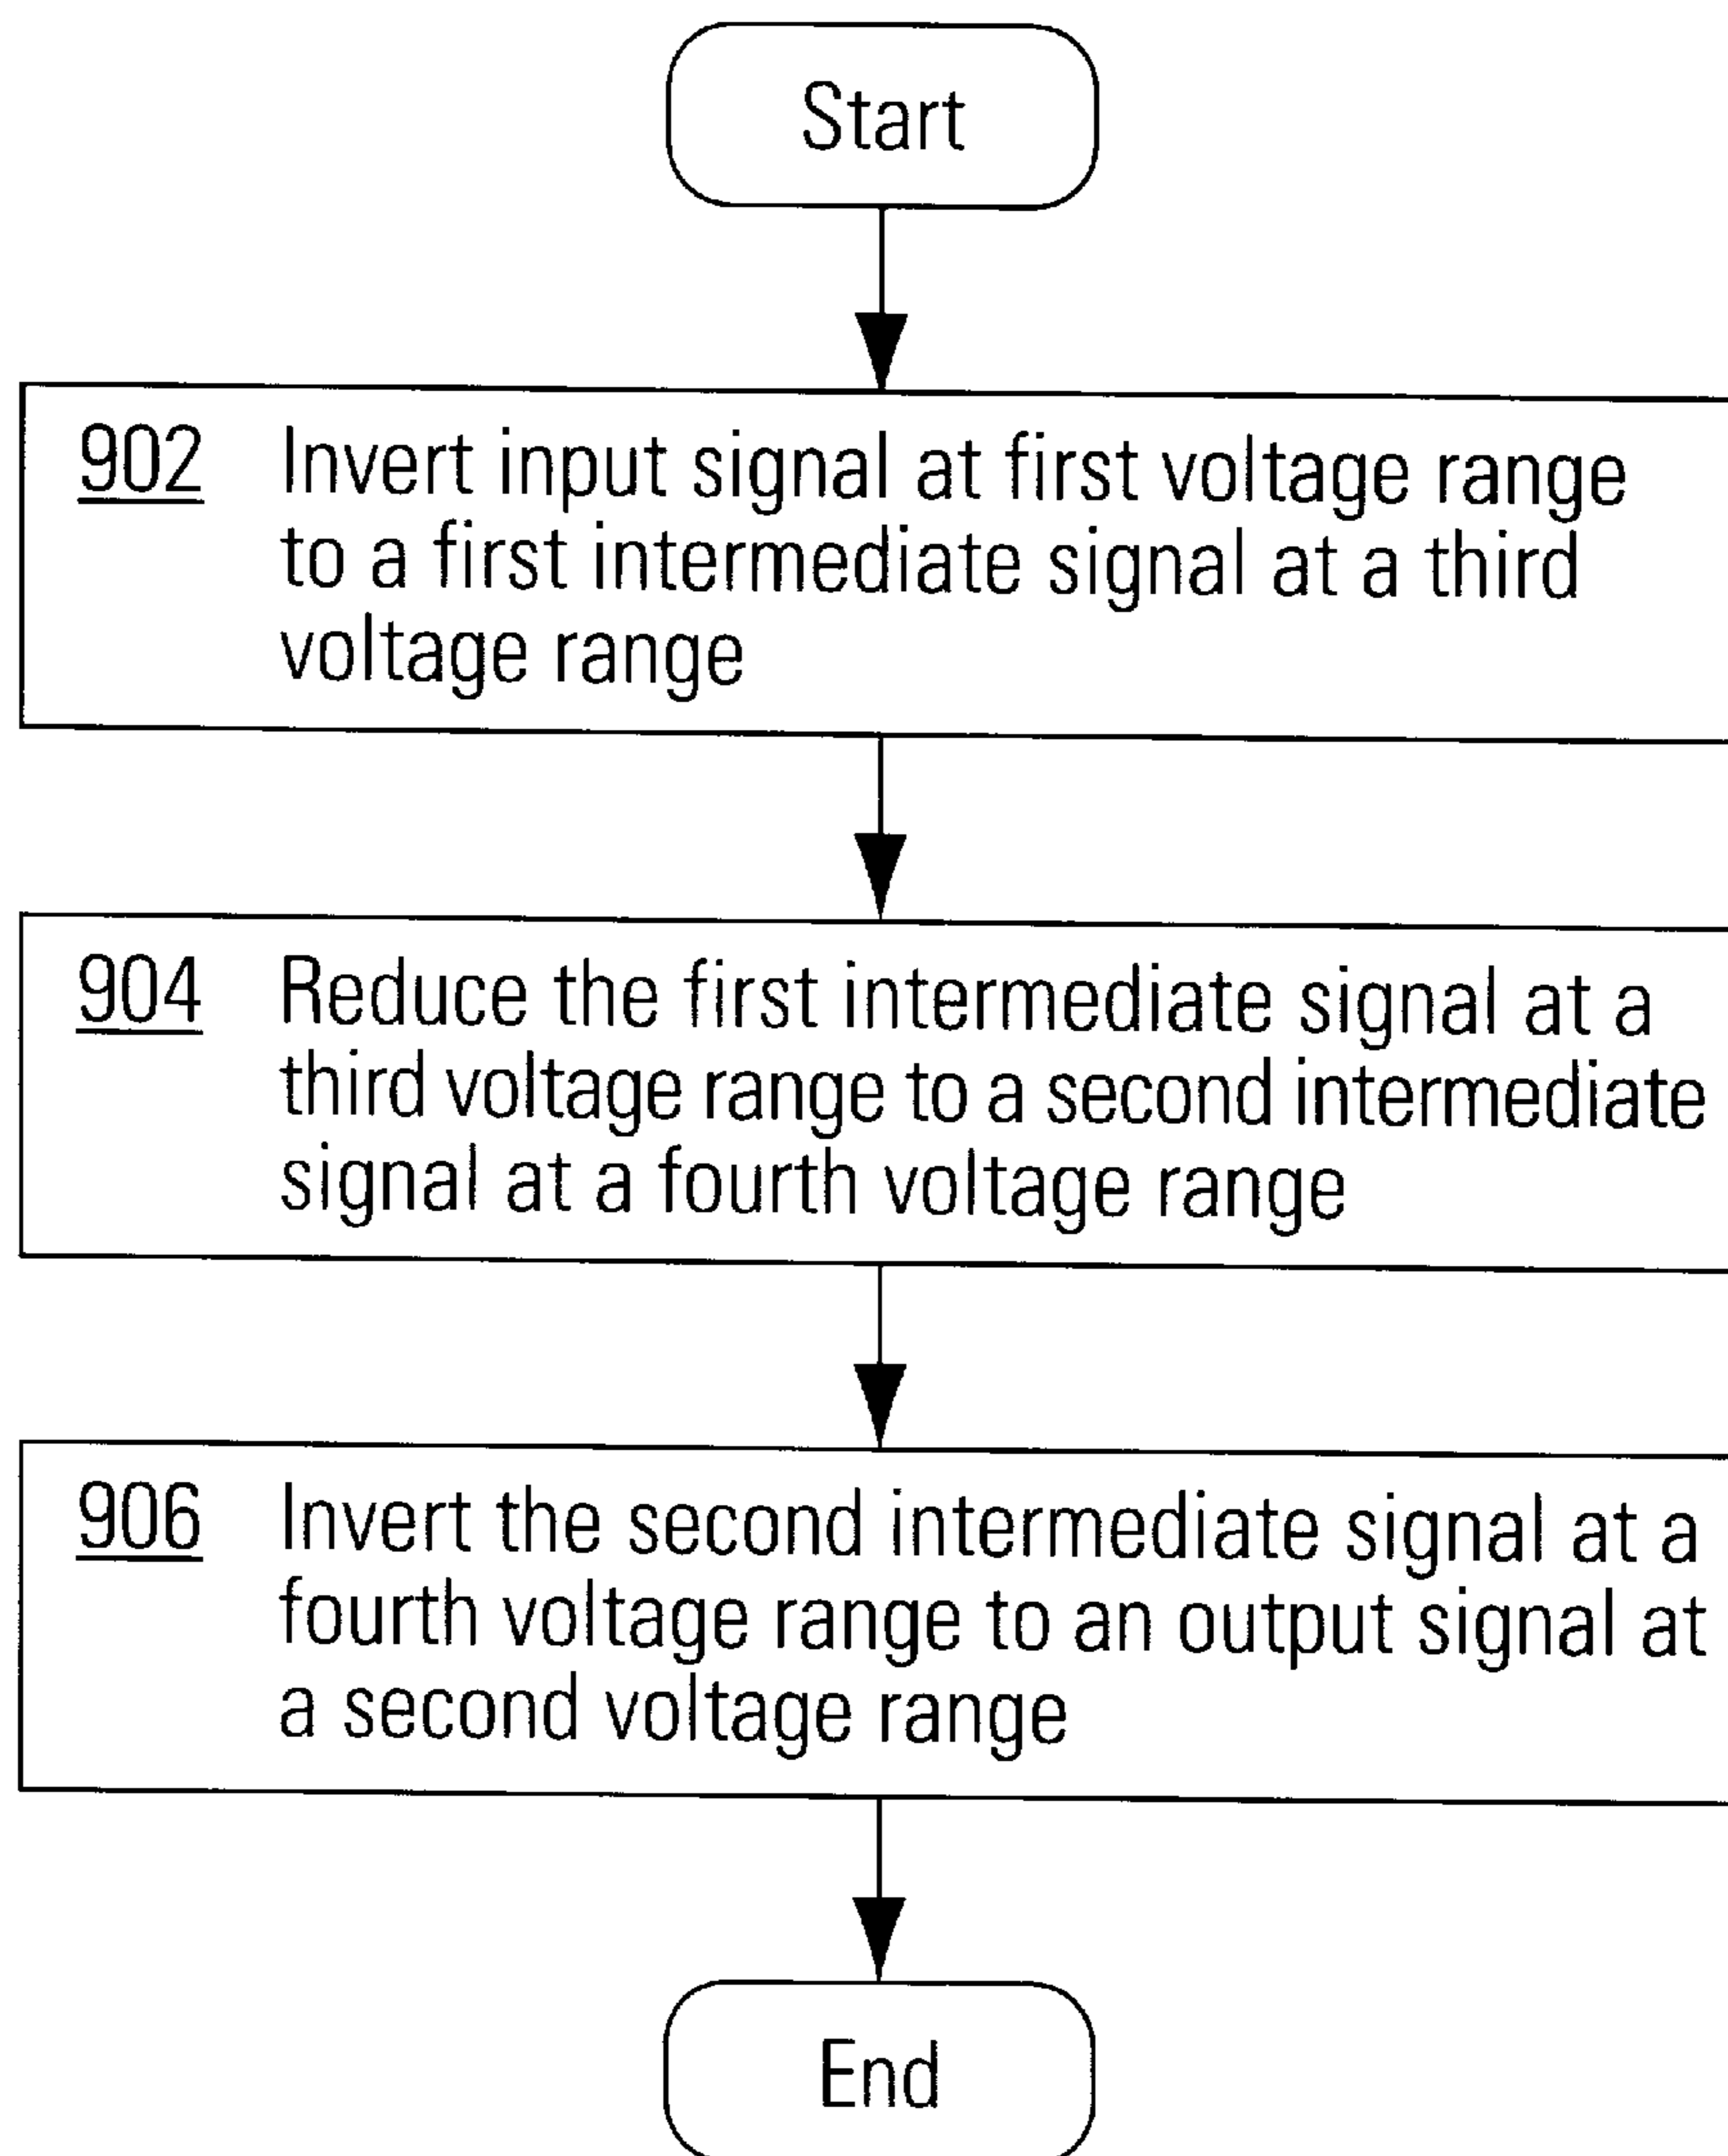 Start
902 Invert input signal at first voltage range
to a first intermediate signal at a third
voltage range
904 Reduce the first intermediate signal at a
third voltage range to a second intermediate
signal at a fourth voltage range
906 Invert the second intermediate signal at a
fourth voltage range to an output signal at
a second voltage range
End